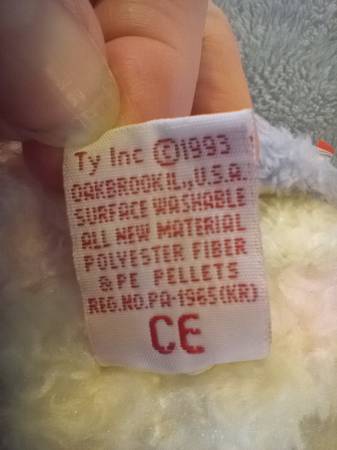 Ty Inc ©1993
OAKBROOK IL., U.S.A.
SURFACE WASHABLE
ALL NEW MATERIAL
POLYESTER FIBER
& PE PELLETS
REG.NO.PA-1965(KR)
CE